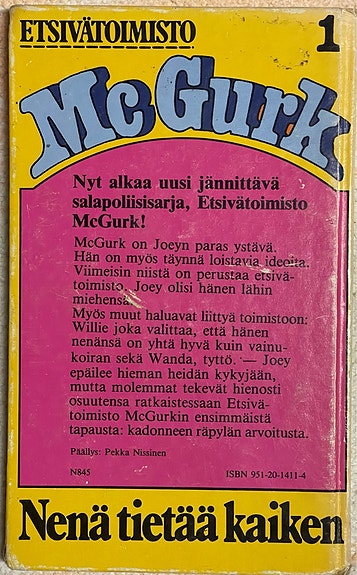 ETSIVÄTOIMISTO 1
McGurk
Nyt alkaa uusi jännittävä
salapoliisisarja, Etsivätoimisto
McGurk!
McGurk on Joeyn paras ystävä.
Hän on myös täynnä loistavia ideoita.
Viimeisin niistä on perustaa etsivä-
toimisto. Joey olisi hänen lähin
miehensä.
Myös muut haluavat liittyä toimistoon:
Willie joka valittaa, että hänen
nenänsä on yhtä hyvä kuin vainu-
koiran sekä Wanda, tyttö. — Joey
epäilee hieman heidän kykyjään,
mutta molemmat tekevät hienosti
osuutensa ratkaistessaan Etsivä-
toimisto McGurkin ensimmäistä
tapausta: kadonneen räpylän arvoitusta.
Päällys: Pekka Nissinen
N845 ISBN 951-20-1411-4
Nenä tietää kaiken